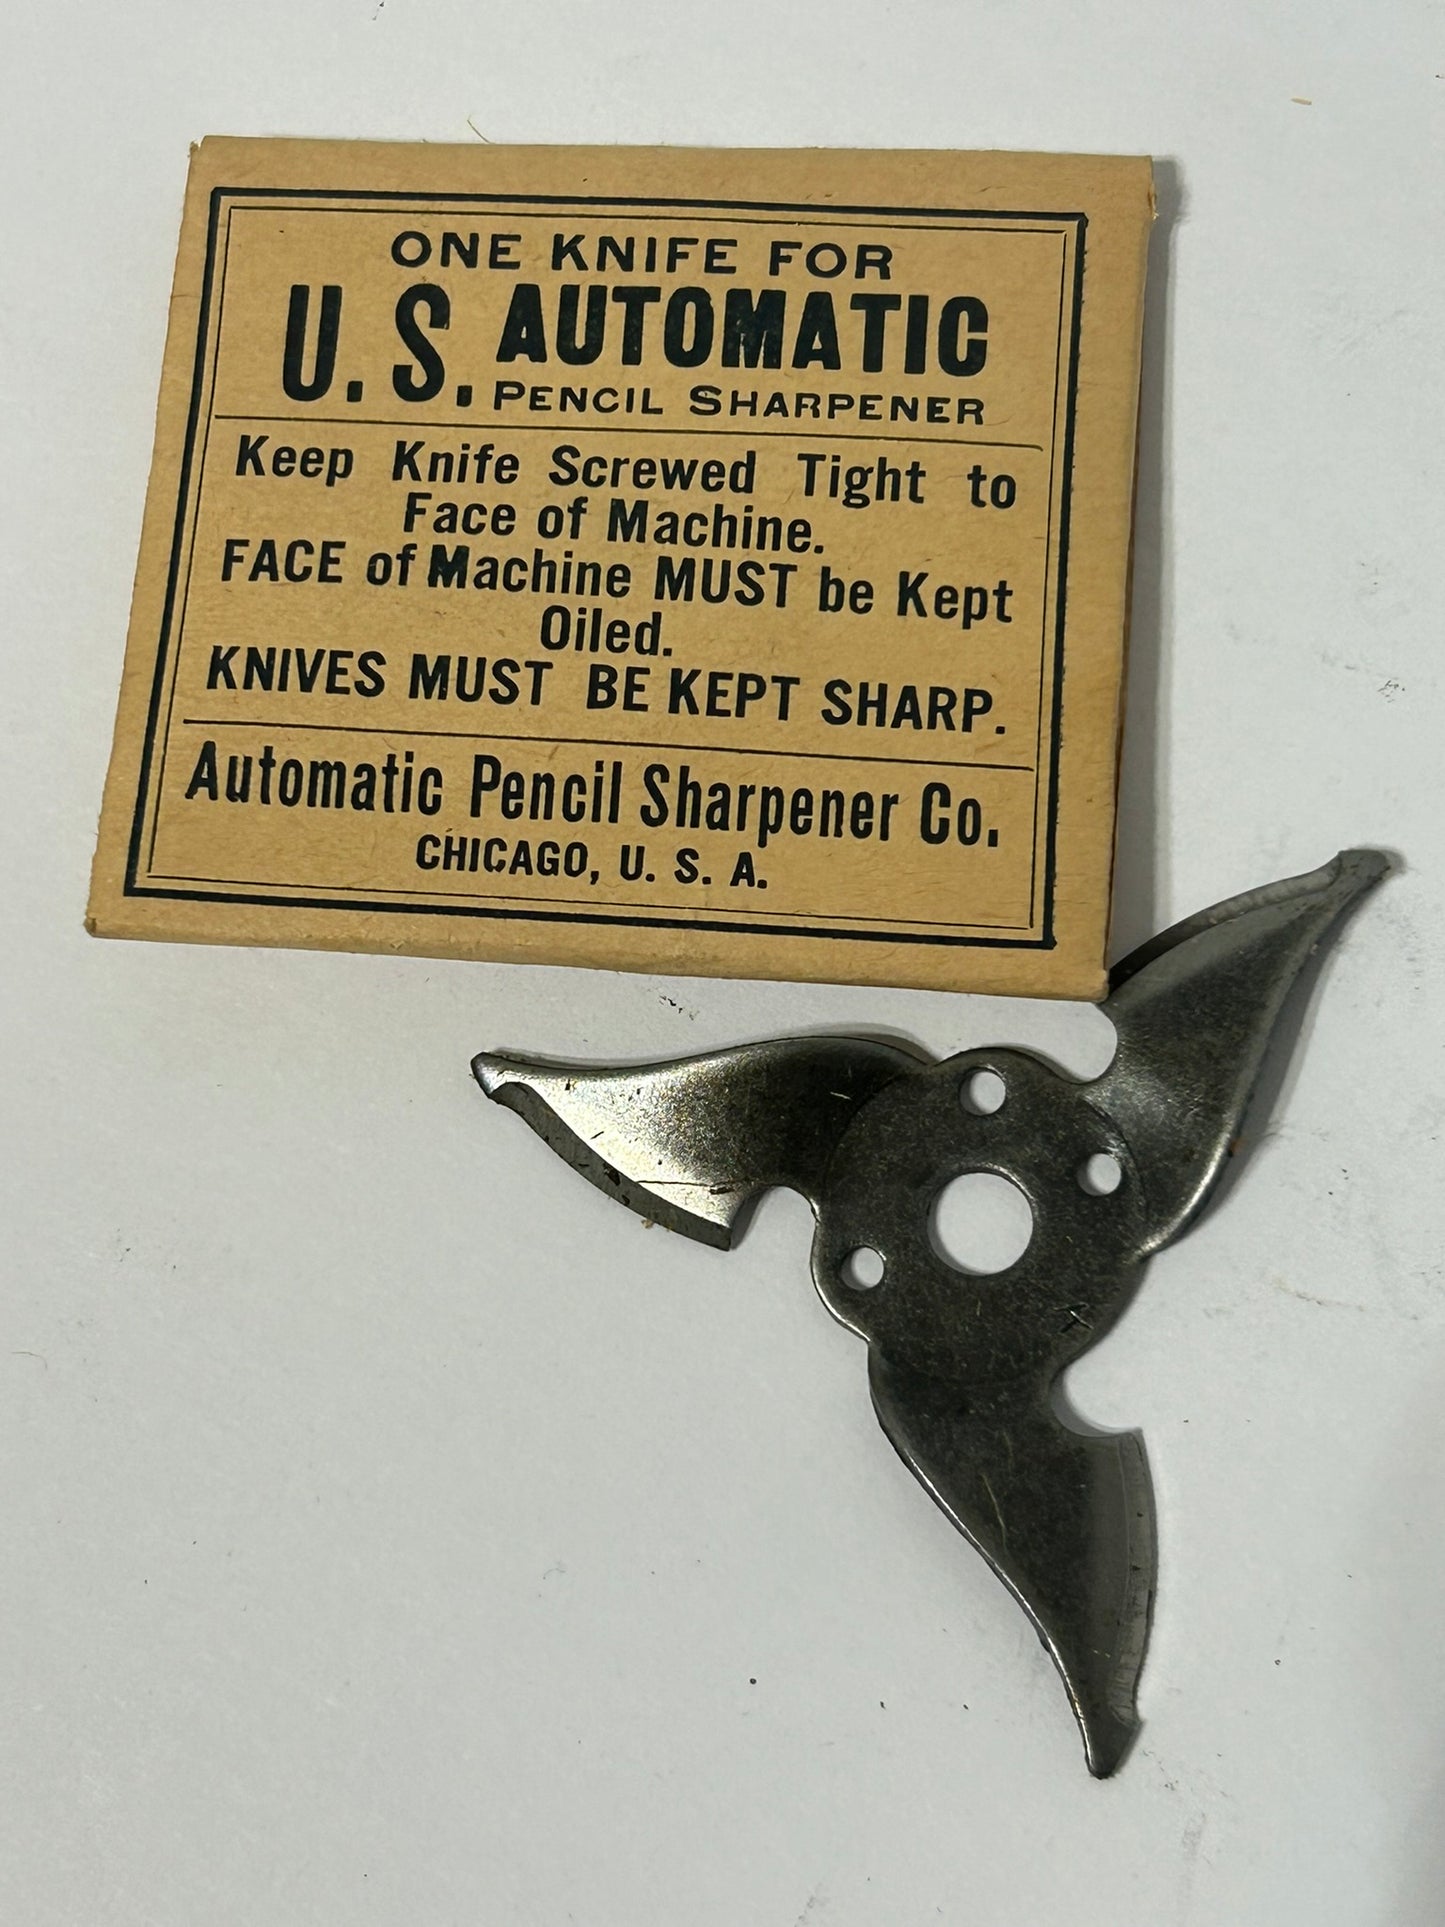 ONE KNIFE FOR
U. S. AUTOMATIC
PENCIL SHARPENER
Keep Knife Screwed Tight to
Face of Machine.
FACE of Machine MUST be Kept
Oiled.
KNIVES MUST BE KEPT SHARP.
Automatic Pencil Sharpener Co.
CHICAGO, U. S. A.